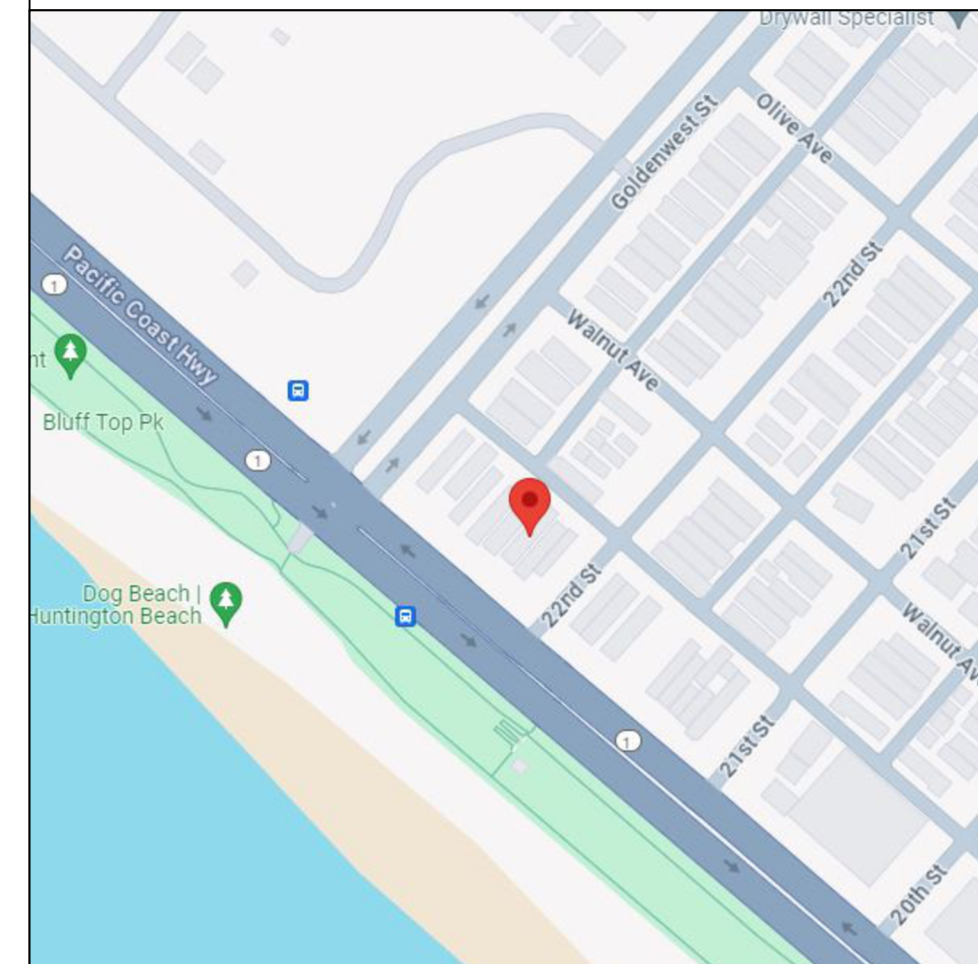 Drywall Specialist
Olive Ave
Goldenwest St
22nd St
Pacific Coast Hwy
1
Walnut Ave
nt
Bluff Top Pk
1
21st St
22nd St
Dog Beach |
Huntington Beach
Walnut Av
21st St
1
20th St